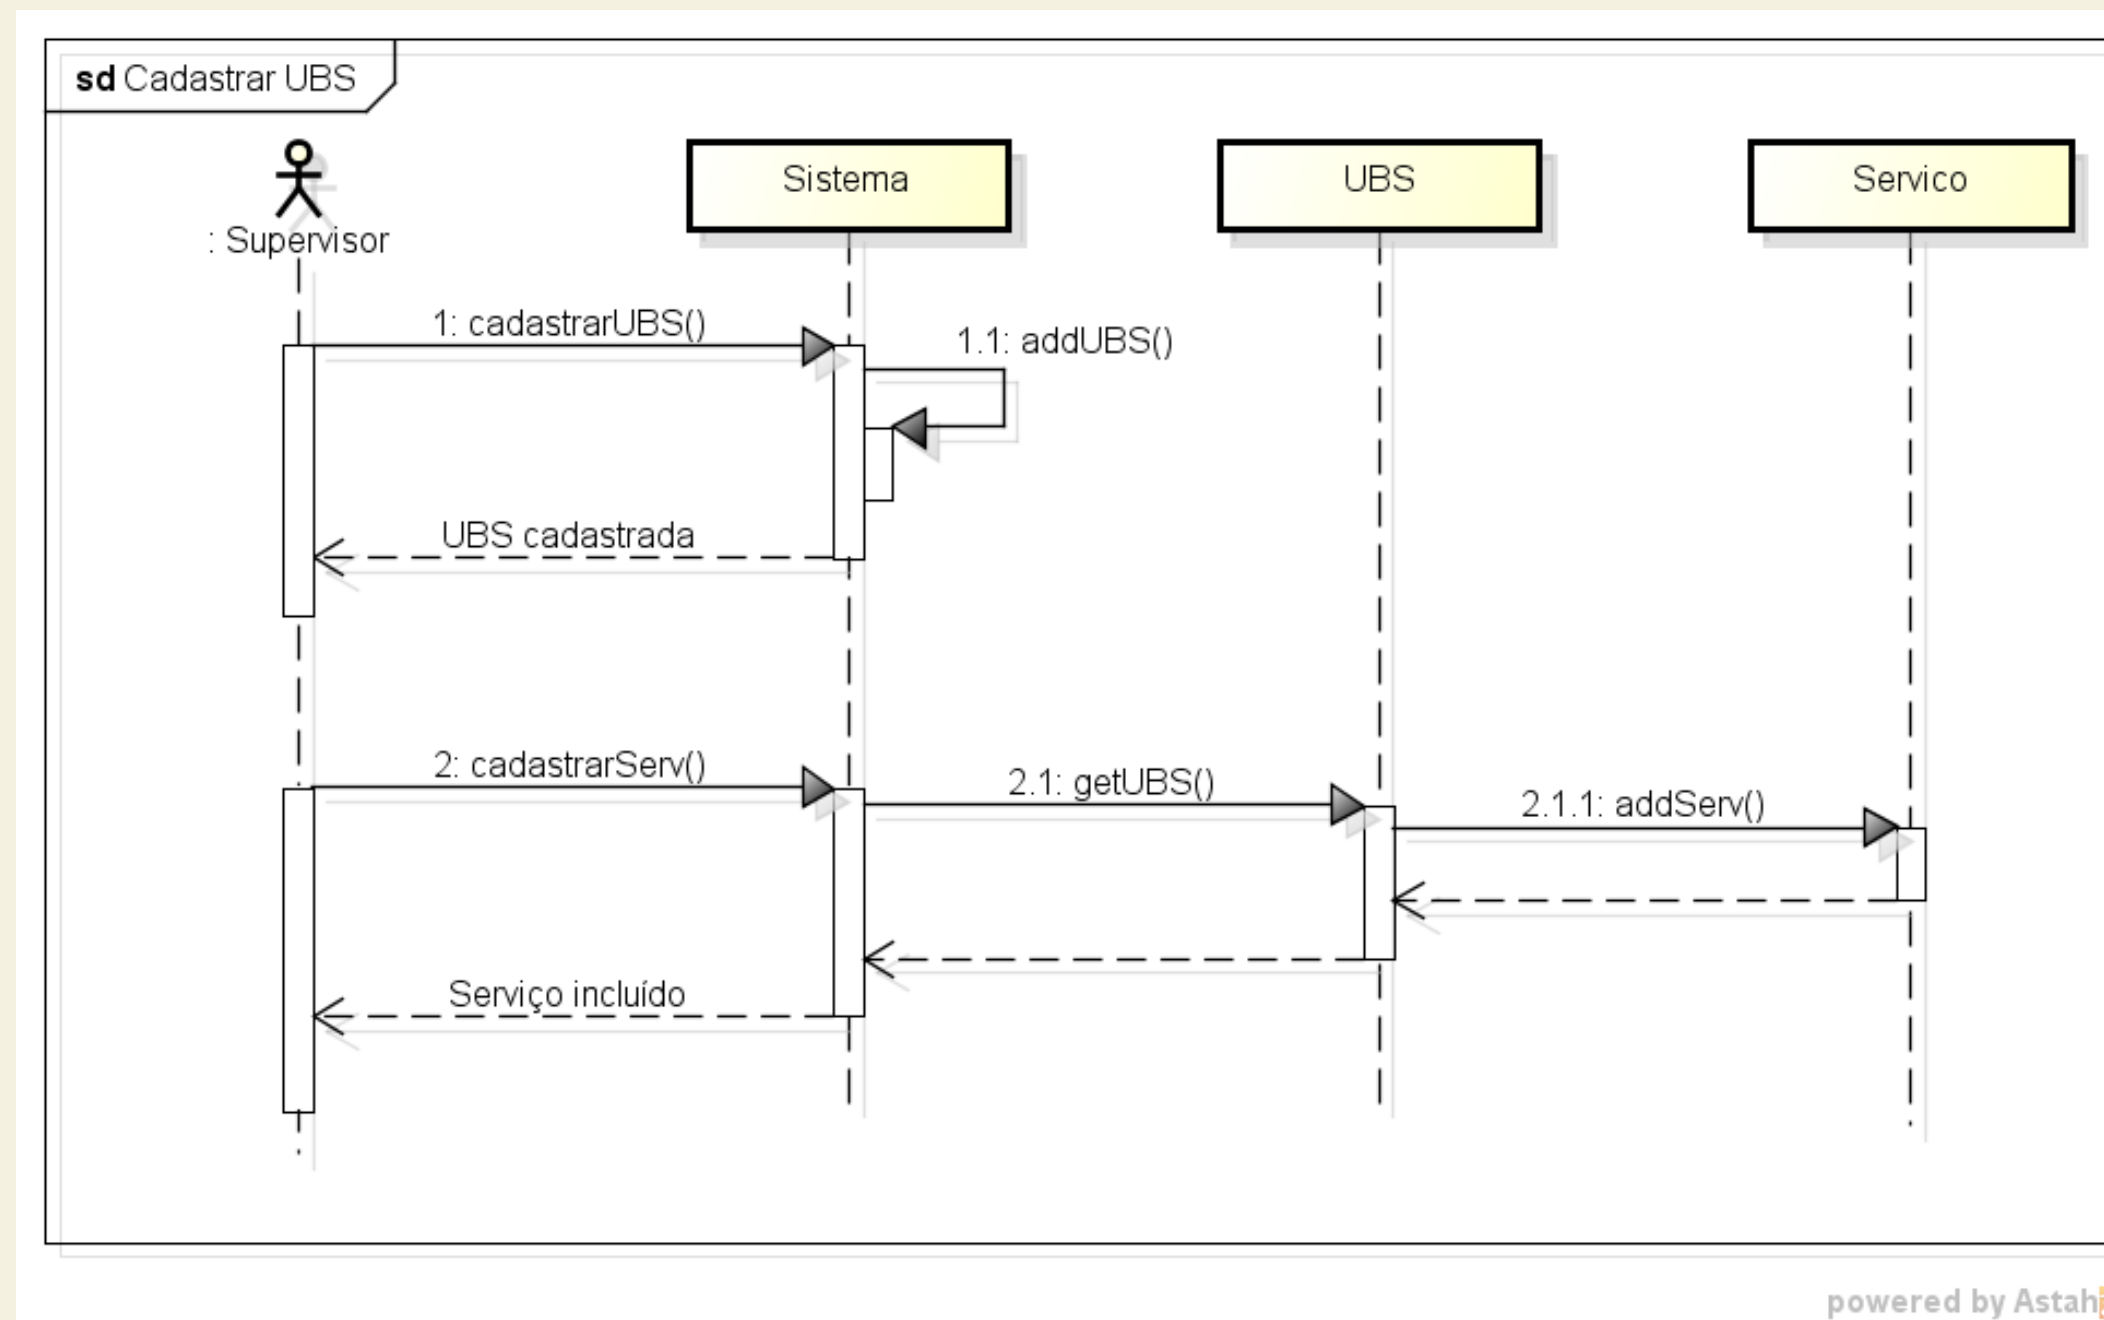 sd Cadastrar UBS
Sistema
UBS
Servico
: Supervisor
1: cadastrarUBS()
1.1: addUBS()
UBS cadastrada
2: cadastrarServ()
2.1: getUBS()
2.1.1: addServ()
Serviço incluído
powered by Astah